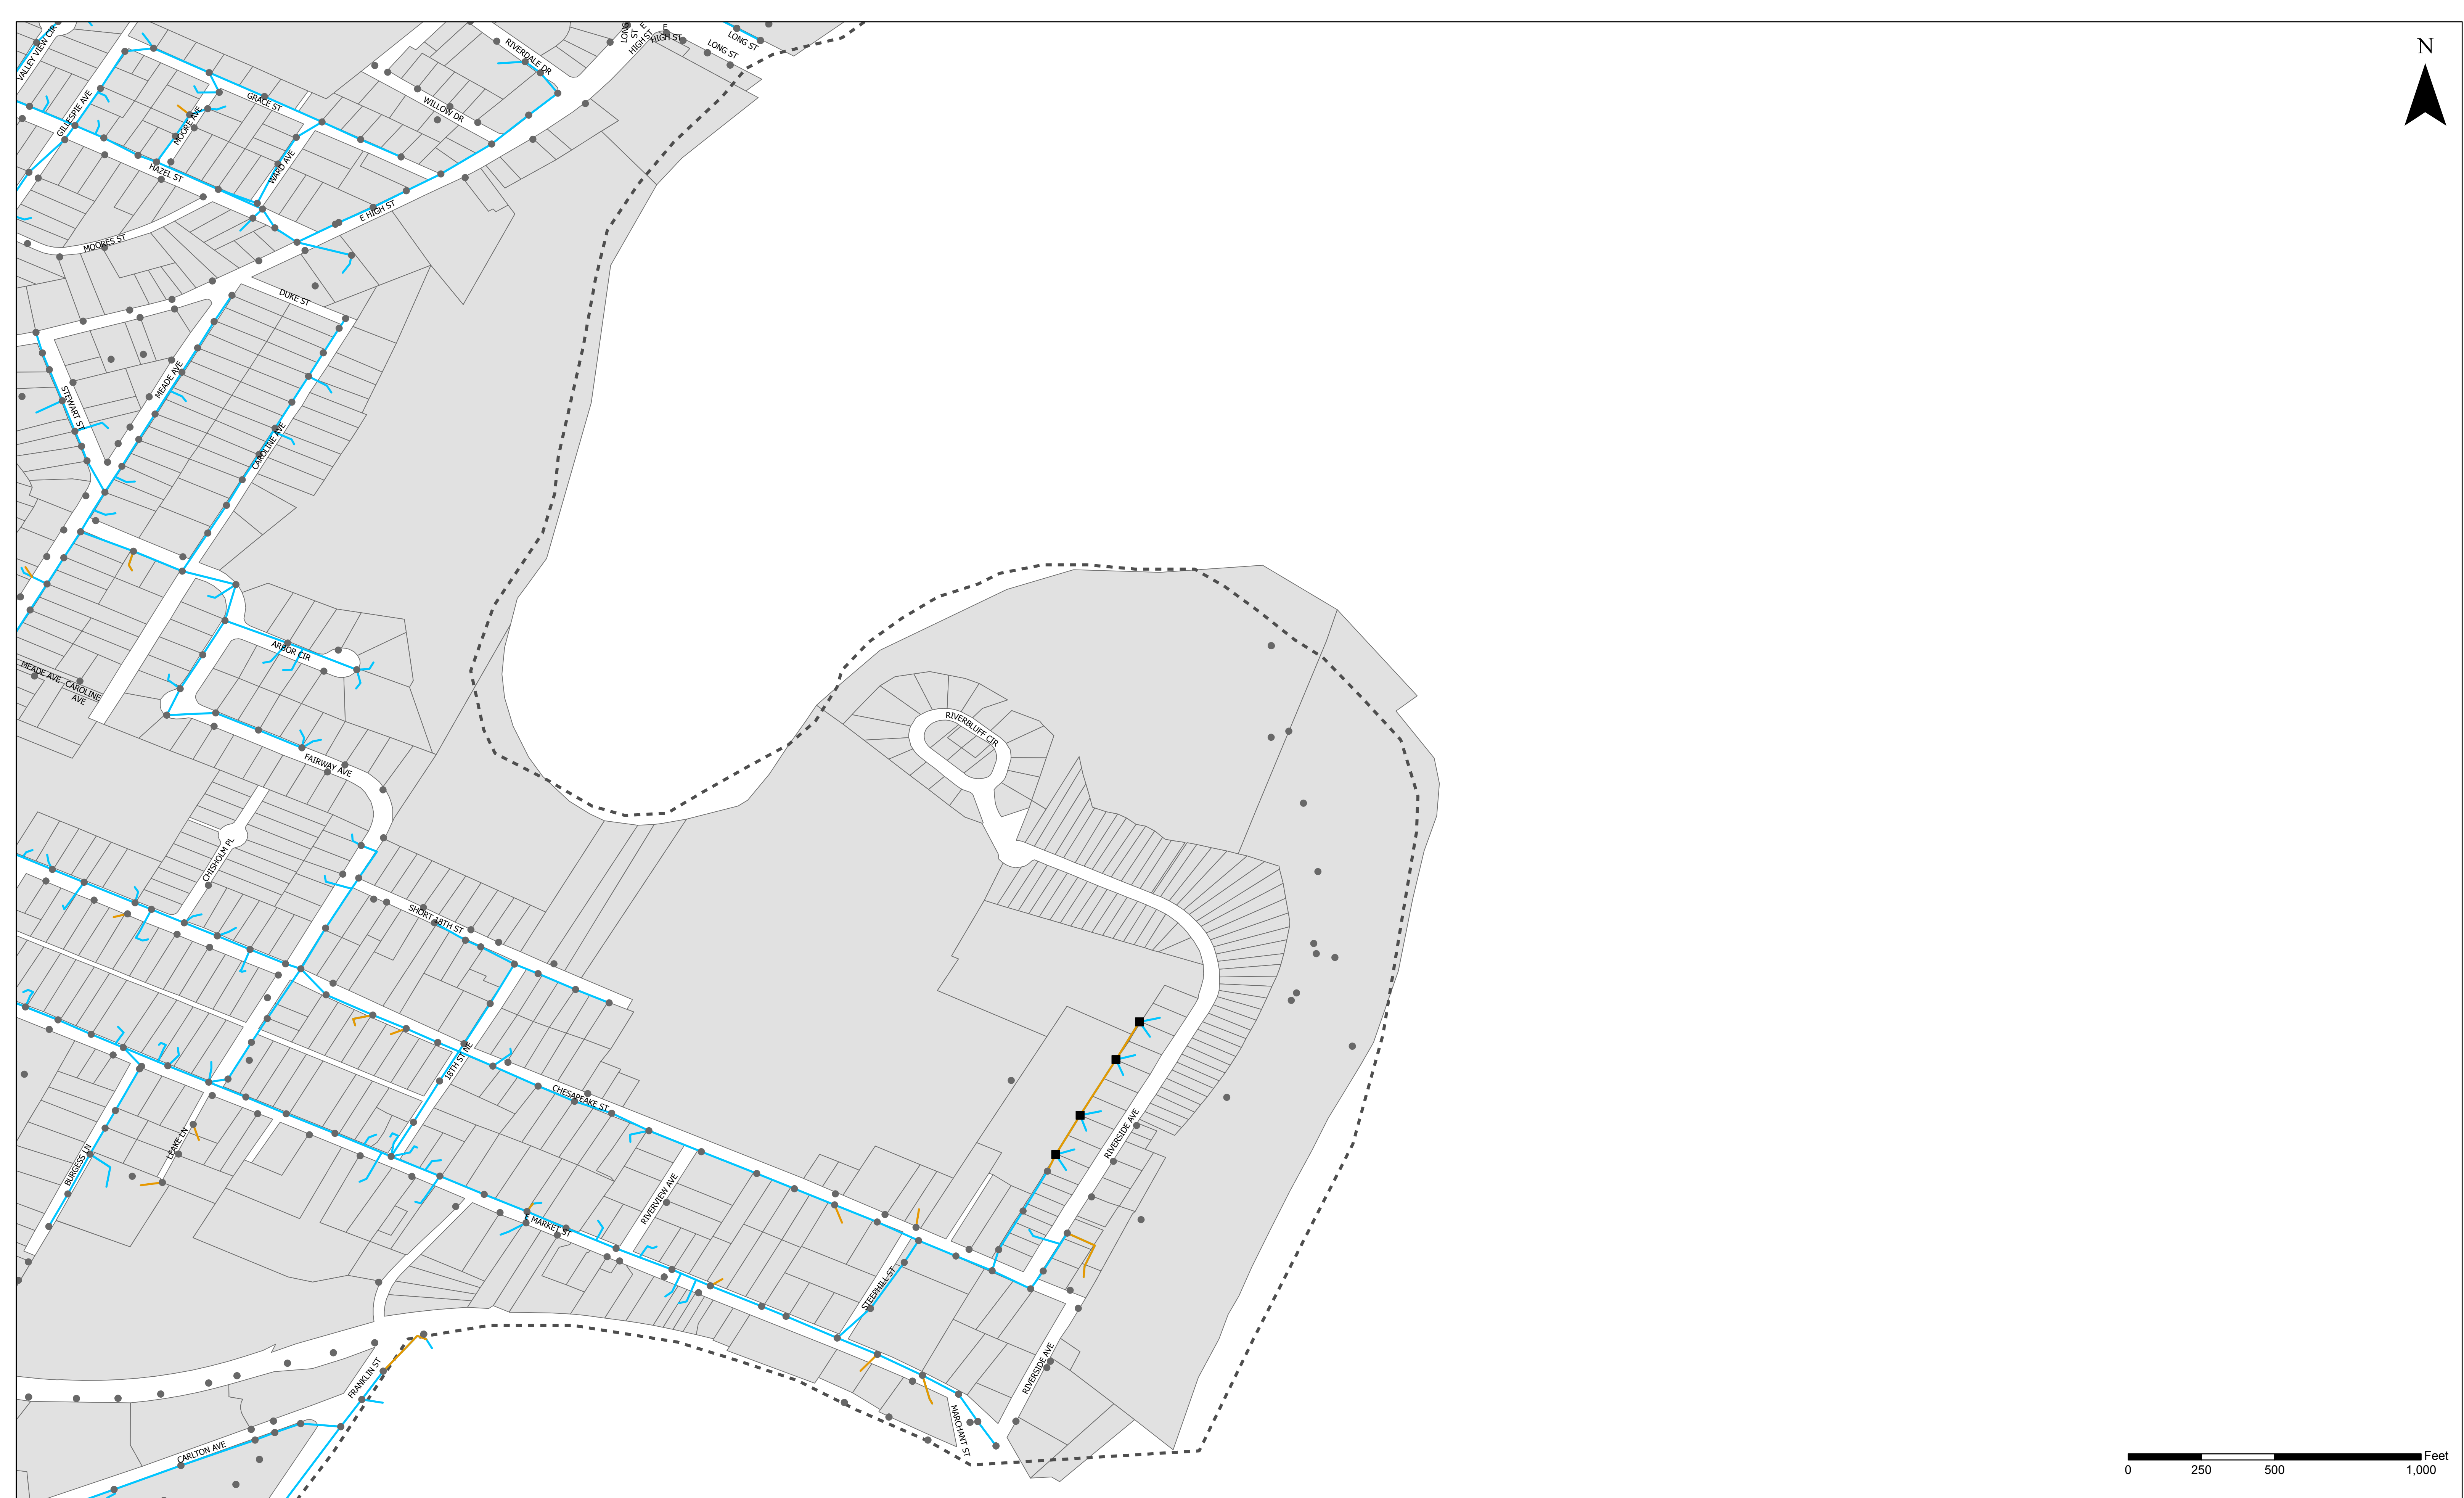 VALLEY VIEW CIR
RIVERDALE DR
LONG
ST
E
HIGH ST
E
HIGH ST
LONG ST
LONG ST
N
GILLESPIE AVE
GRACE ST
MOORE AVE
WILLOW DR
HAZEL ST
WARD AVE
E HIGH ST
MOORES ST
DUKE ST
STEWART ST
MEADE AVE
CAROLINE AVE
ARBOR CIR
MEADE AVE
CAROLINE
AVE
RIVERBLUFF CIR
FAIRWAY AVE
CHISHOLM PL
SHORT 18TH ST
18TH ST NE
CHESAPEAKE ST
BURGESS LN
LEAKE LN
RIVERSIDE AVE
RIVERVIEW AVE
E MARKET ST
STEEPHILL ST
FRANKLIN ST
RIVERSIDE AVE
MARCHANT ST
CARLTON AVE
Feet
0 250 500 1,000